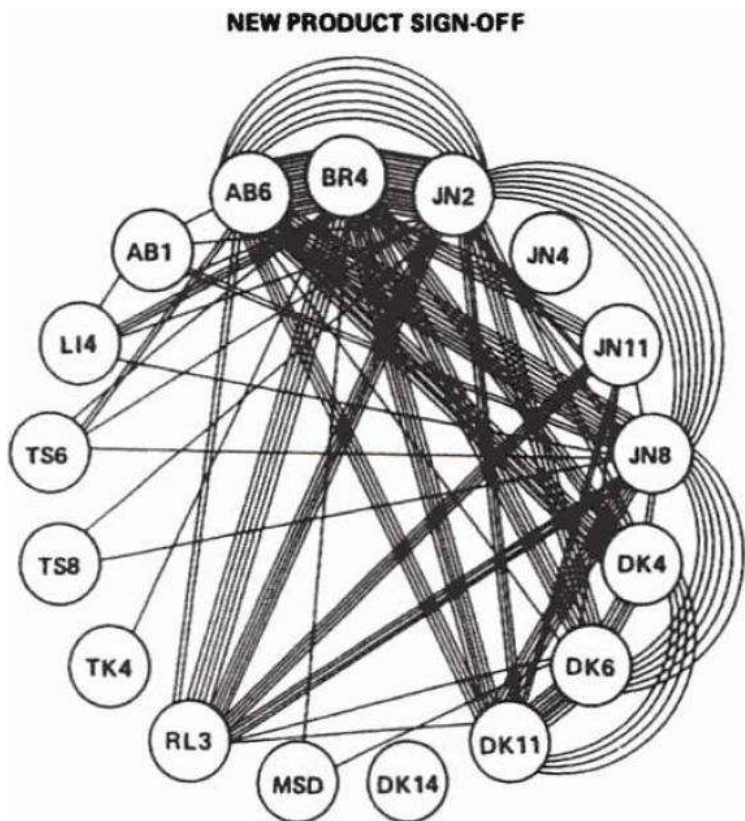 NEW PRODUCT SIGN-OFF
AB6
BR4
JN2
AB1
JN4
LI4
JN11
TS6
JN8
TS8
DK4
TK4
DK6
RL3
DK11
MSD
DK14